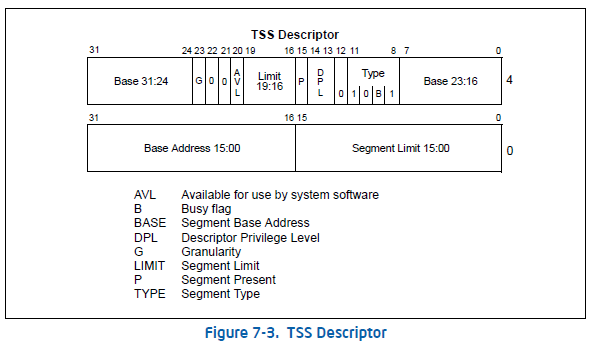 TSS Descriptor
31 24 23 22 21 20 19 16 15 14 13 12 11 8 7 0
Base 31:24 G 0 0 AVL Limit 19:16 P DPL 0 Type 1 0 B 1 Base 23:16 4
31 16 15 0
Base Address 15:00 Segment Limit 15:00 0
AVL Available for use by system software
B Busy flag
BASE Segment Base Address
DPL Descriptor Privilege Level
G Granularity
LIMIT Segment Limit
P Segment Present
TYPE Segment Type
Figure 7-3. TSS Descriptor